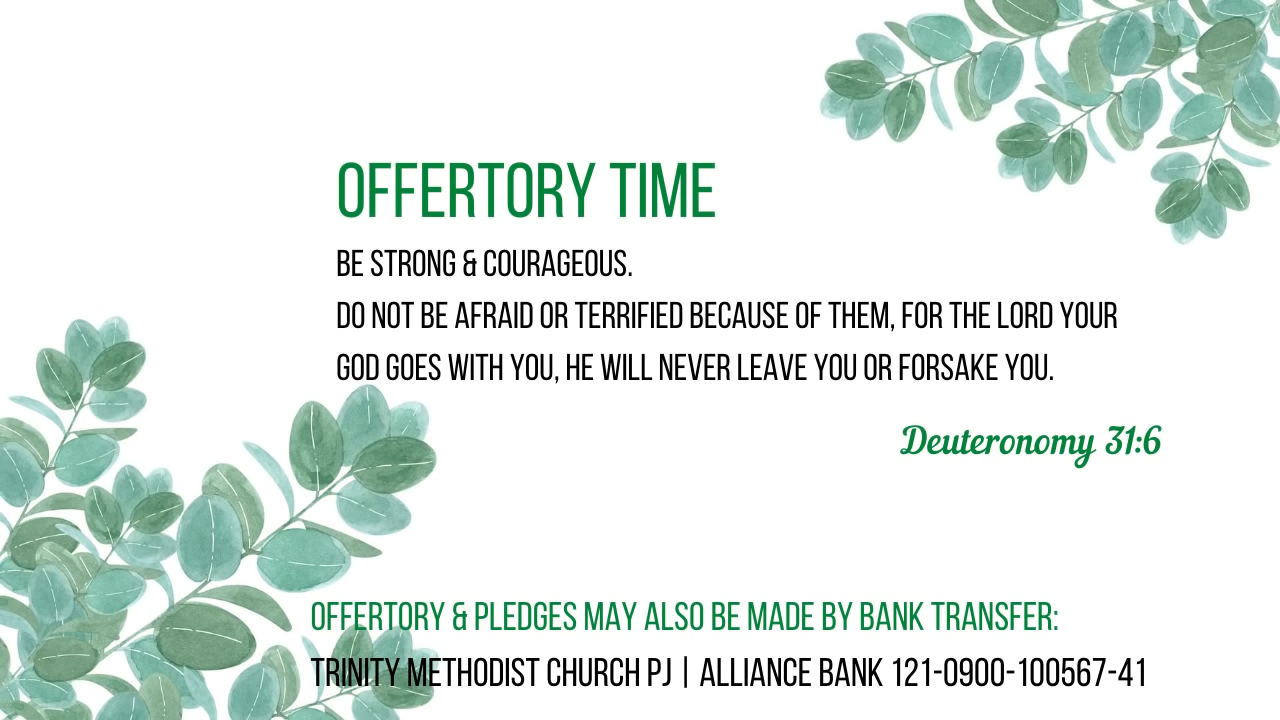 OFFERTORY TIME
BE STRONG & COURAGEOUS.
DO NOT BE AFRAID OR TERRIFIED BECAUSE OF THEM, FOR THE LORD YOUR
GOD GOES WITH YOU, HE WILL NEVER LEAVE YOU OR FORSAKE YOU.
Deuteronomy 31:6
OFFERTORY & PLEDGES MAY ALSO BE MADE BY BANK TRANSFER:
TRINITY METHODIST CHURCH PJ | ALLIANCE BANK 121-0900-100567-41